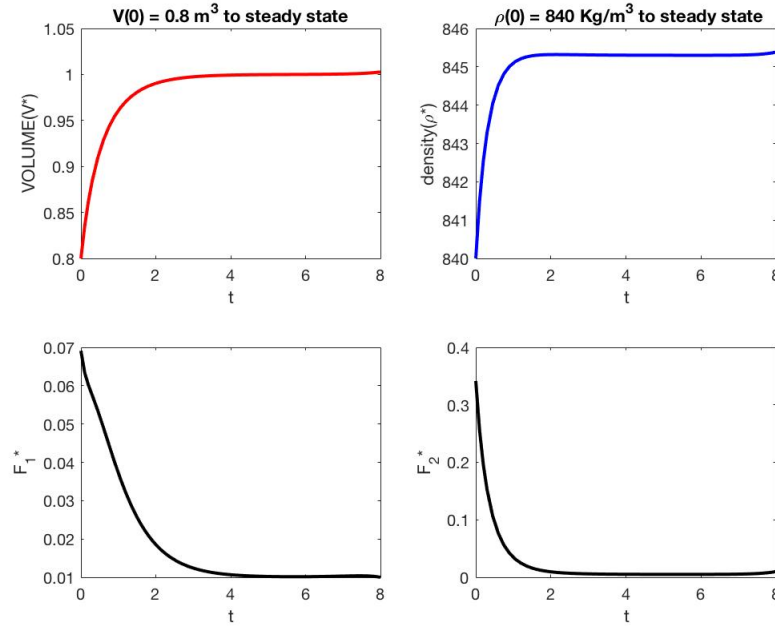 V(0) = 0.8 m³ to steady state
1.05
1
0.95
0.9
0.85
0.8
VOLUME(V*)
0 2 4 6 8
t
ρ(0) = 840 Kg/m³ to steady state
846
845
844
843
842
841
840
density(ρ*)
0 2 4 6 8
t
0.07
0.06
0.05
0.04
0.03
0.02
0.01
F₁*
0 2 4 6 8
t
0.4
0.3
0.2
0.1
0
F₂*
0 2 4 6 8
t